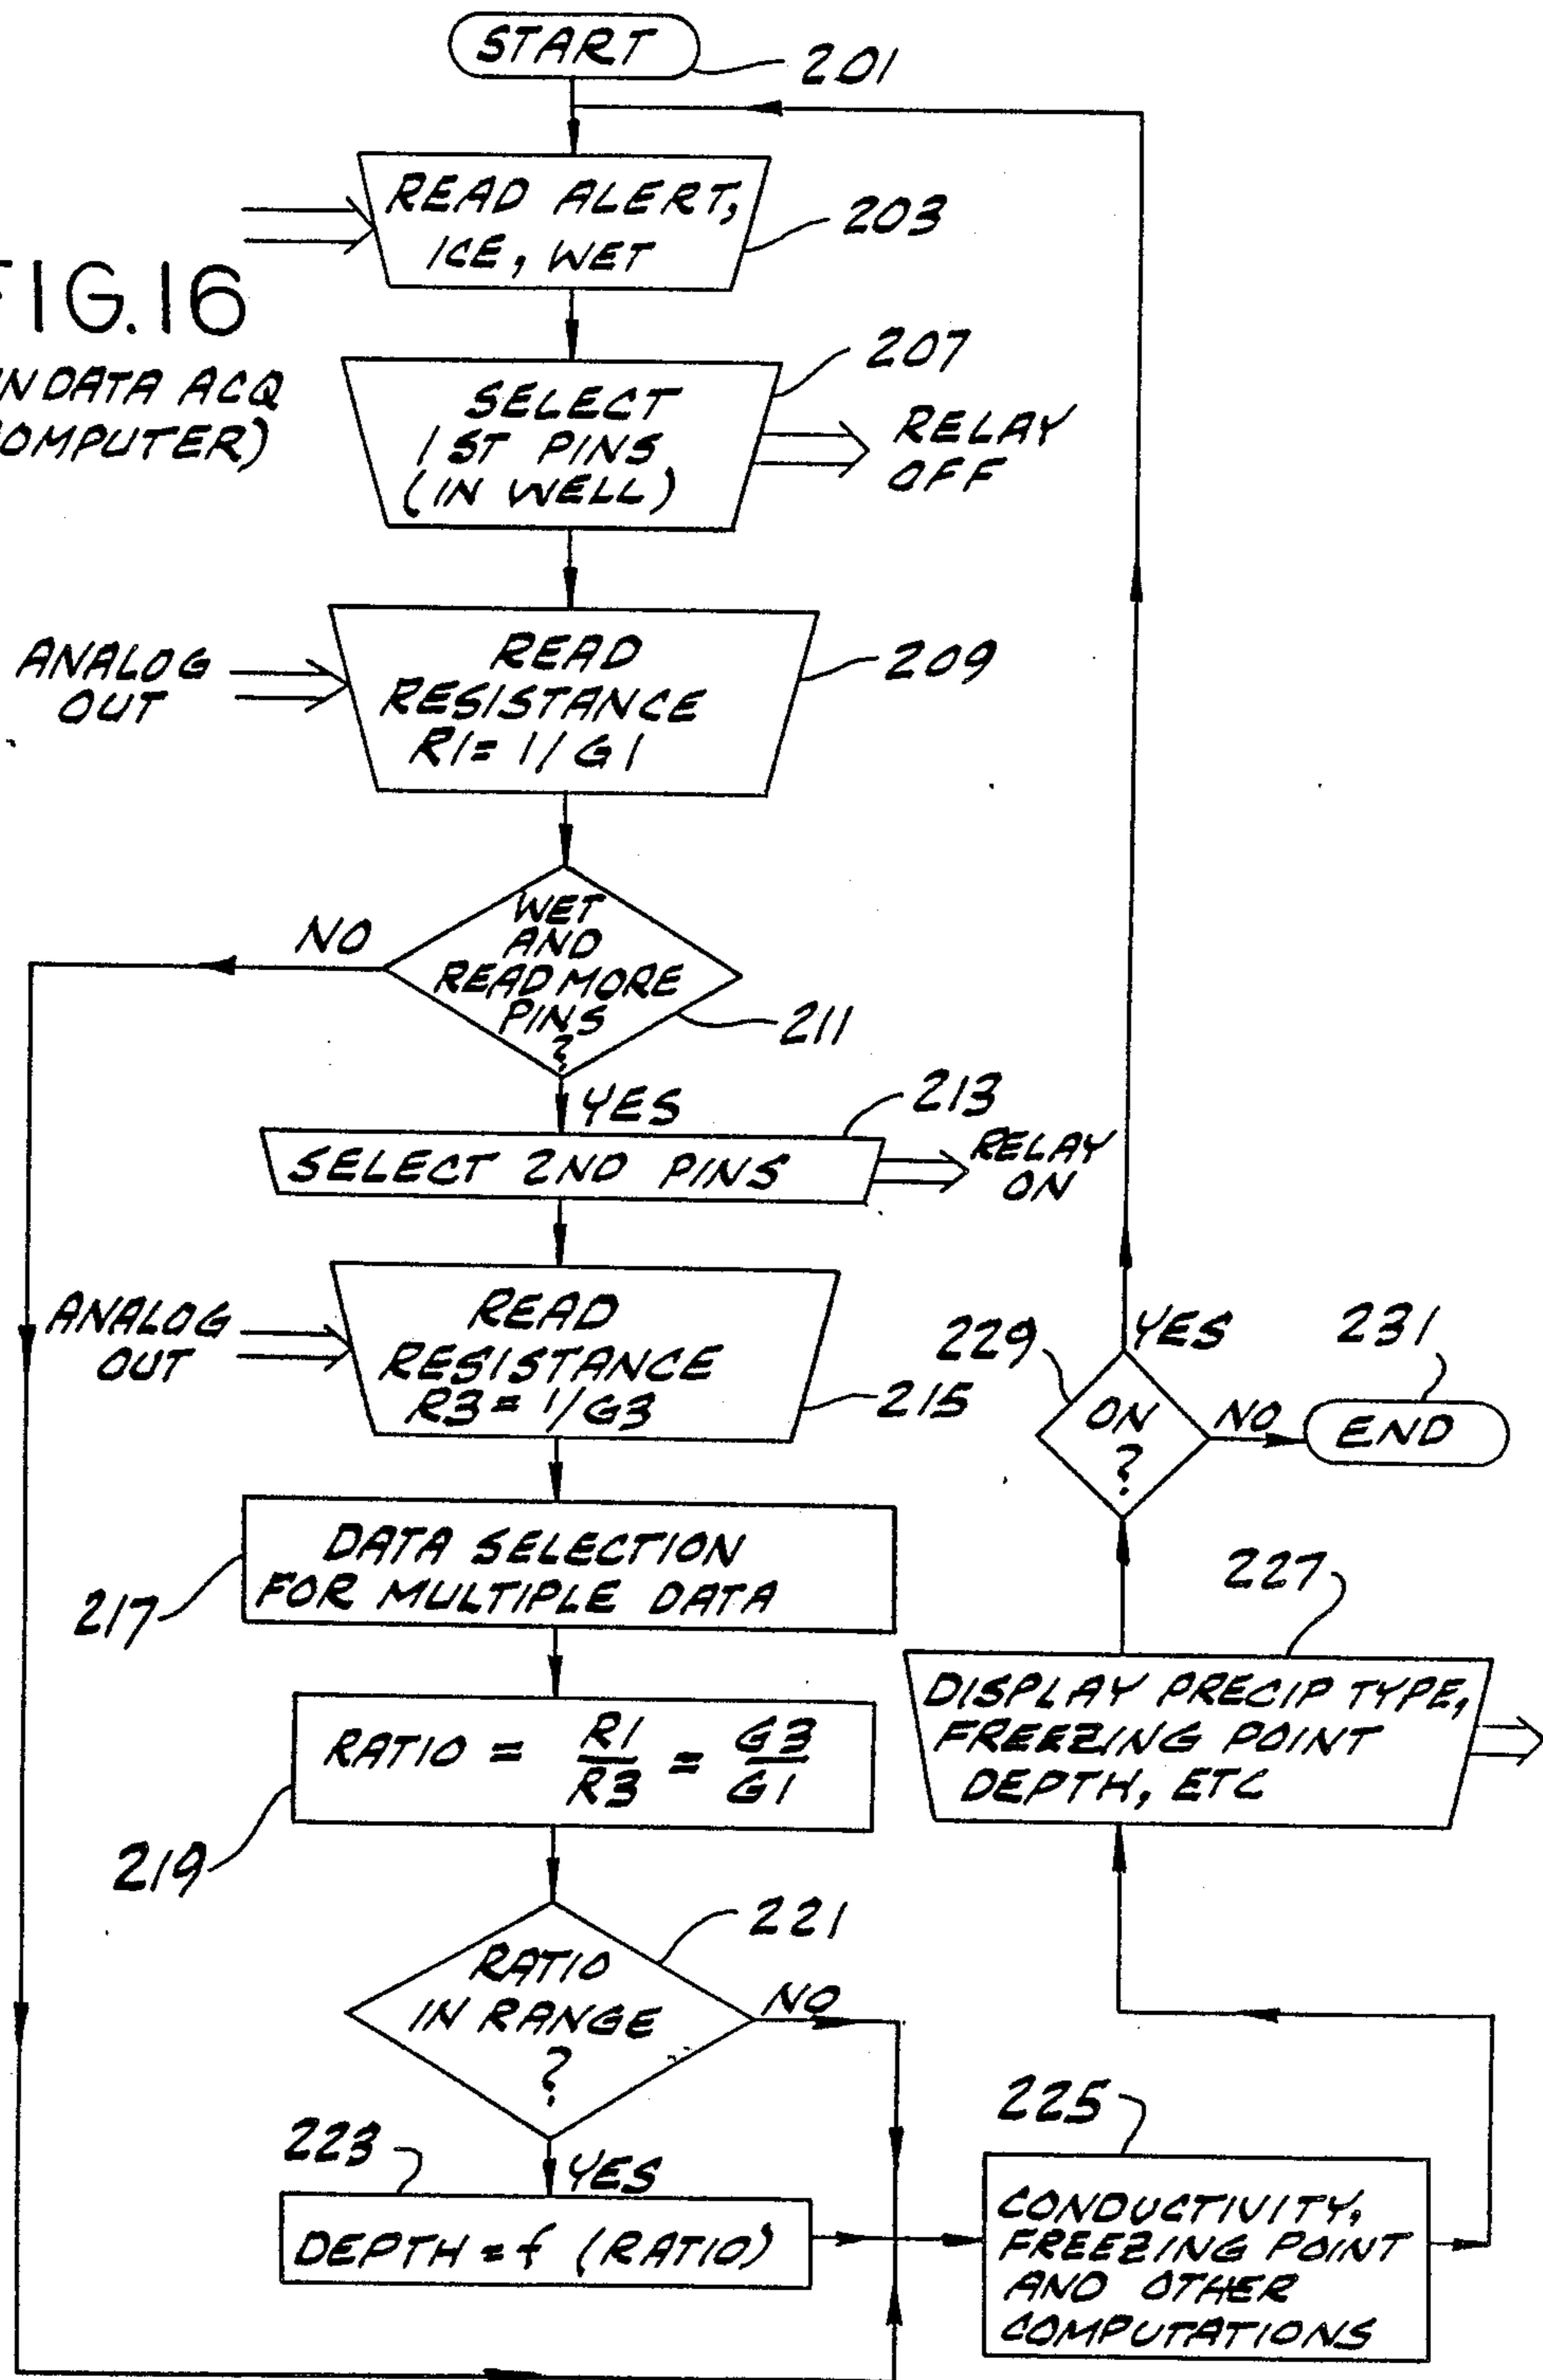 START
201
READ ALERT,
ICE, WET
203
FIG.16
DATA ACQ
COMPUTER)
SELECT
1ST PINS
(IN WELL)
207
RELAY
OFF
ANALOG
OUT
READ
RESISTANCE
R1=1/G1
209
WET
AND
READ MORE
PINS
?
NO
211
YES
213
SELECT 2ND PINS
RELAY
ON
ANALOG
OUT
READ
RESISTANCE
R3=1/G3
215
DATA SELECTION
FOR MULTIPLE DATA
217
RATIO = R1/R3 = G3/G1
219
RATIO
IN RANGE
?
221
NO
YES
223
DEPTH = f (RATIO)
225
CONDUCTIVITY,
FREEZING POINT
AND OTHER
COMPUTATIONS
227
DISPLAY PRECIP TYPE,
FREEZING POINT
DEPTH, ETC
229
ON
?
YES
NO
231
END